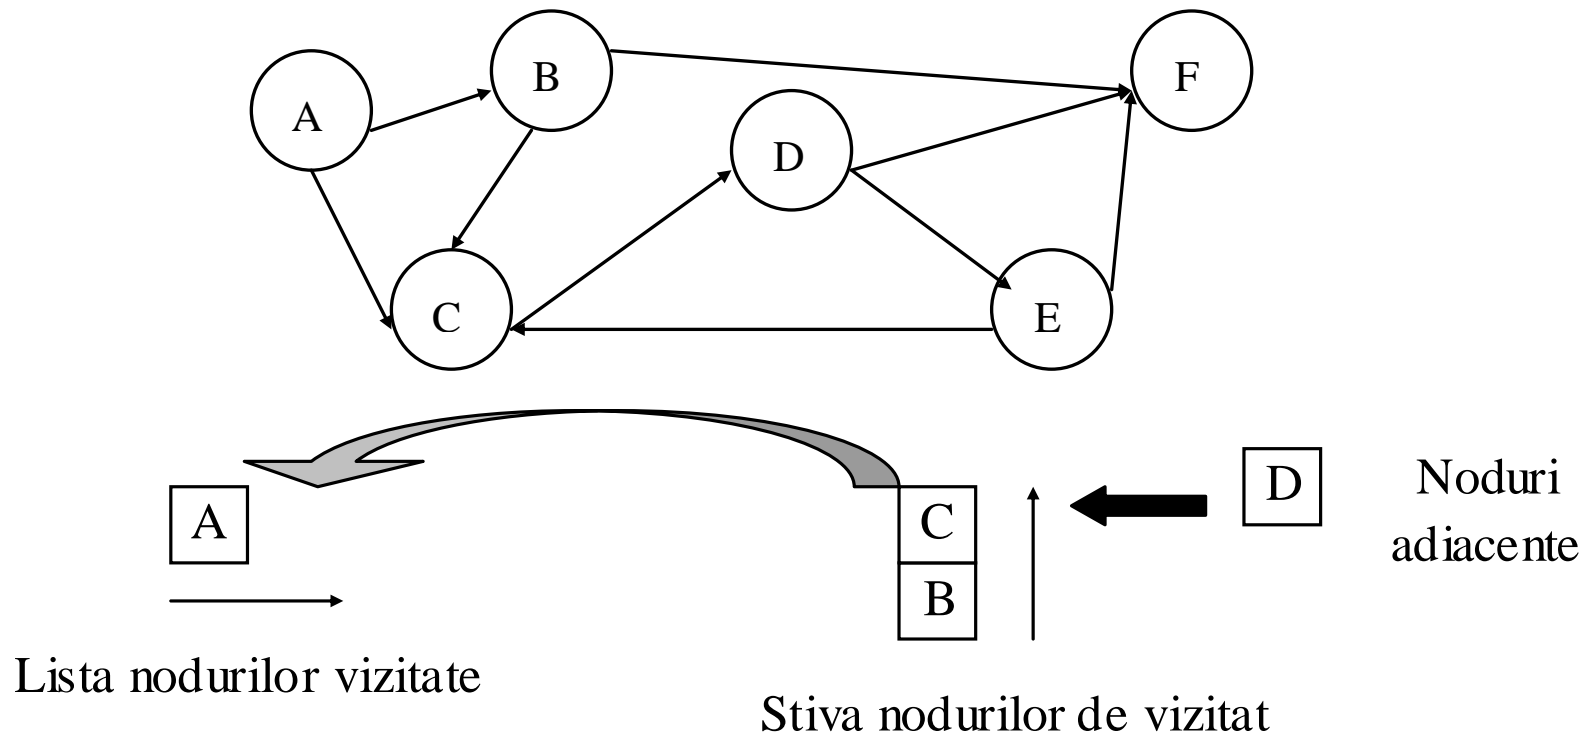 A
B
F
D
C
E
A
C
B
D
Noduri
adiacente
Lista nodurilor vizitate
Stiva nodurilor de vizitat